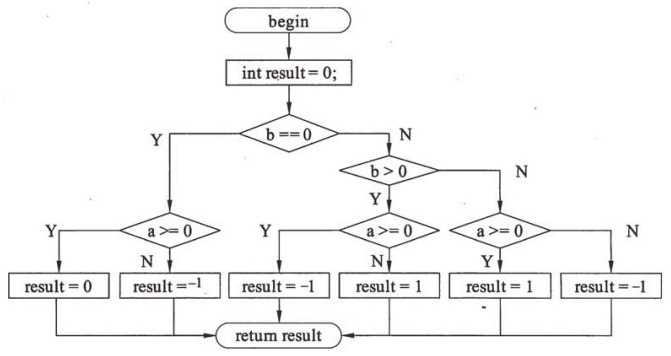 begin
int result = 0;
b == 0
Y
N
b > 0
Y
N
a >= 0
Y
N
a >= 0
Y
N
a >= 0
Y
N
result = 0
result =-1
result = -1
result = 1
result = 1
result = -1
return result